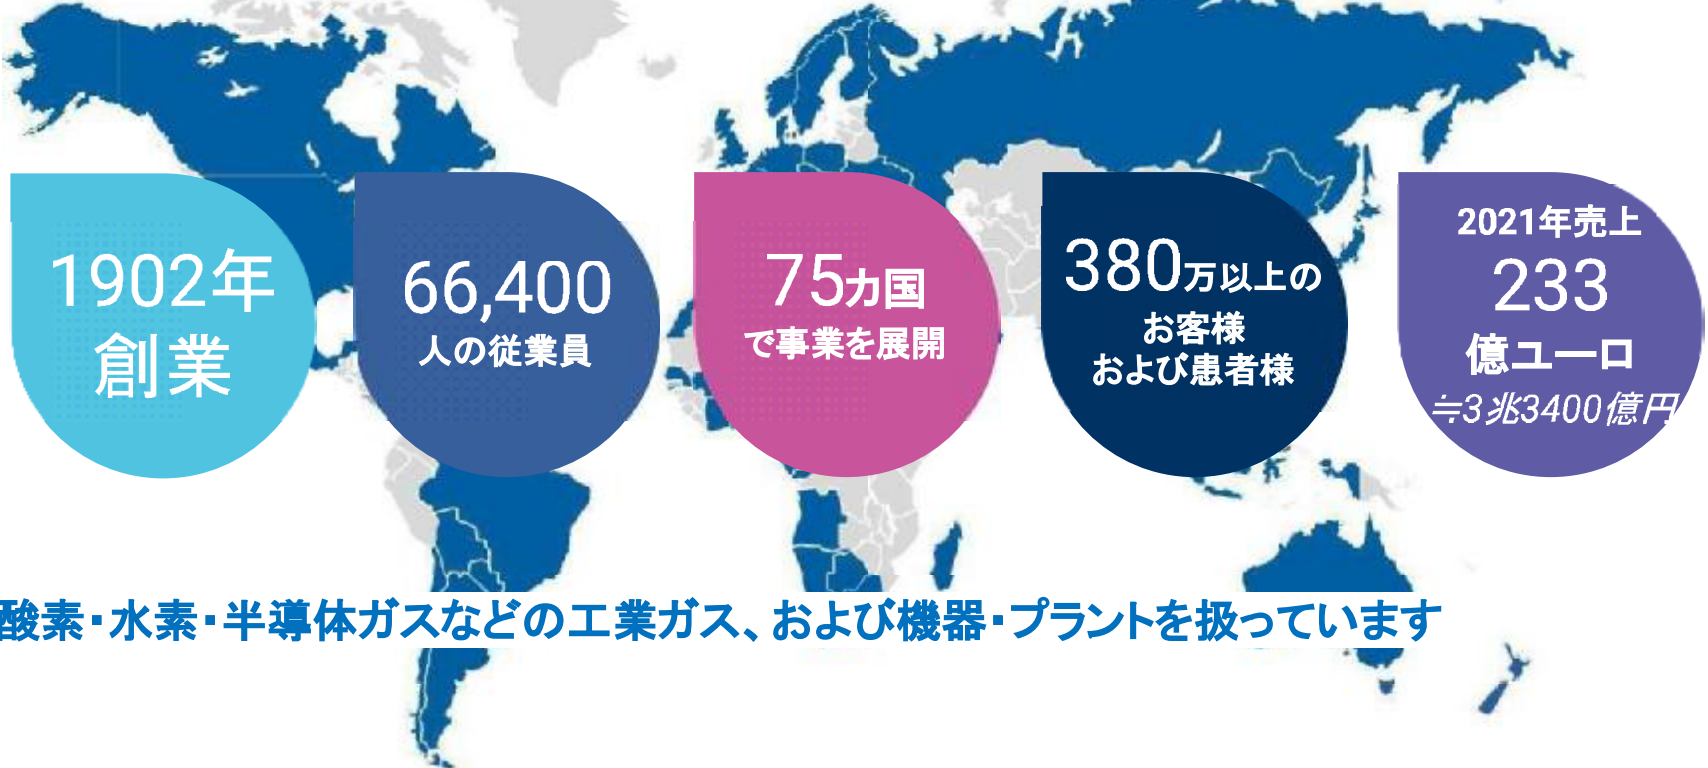 1902年
創業
66,400
人の従業員
75カ国
で事業を展開
380万以上の
お客様
および患者様
2021年売上
233
億ユーロ
≒3兆3400億円
酸素・水素・半導体ガスなどの工業ガス、および機器・プラントを扱っています